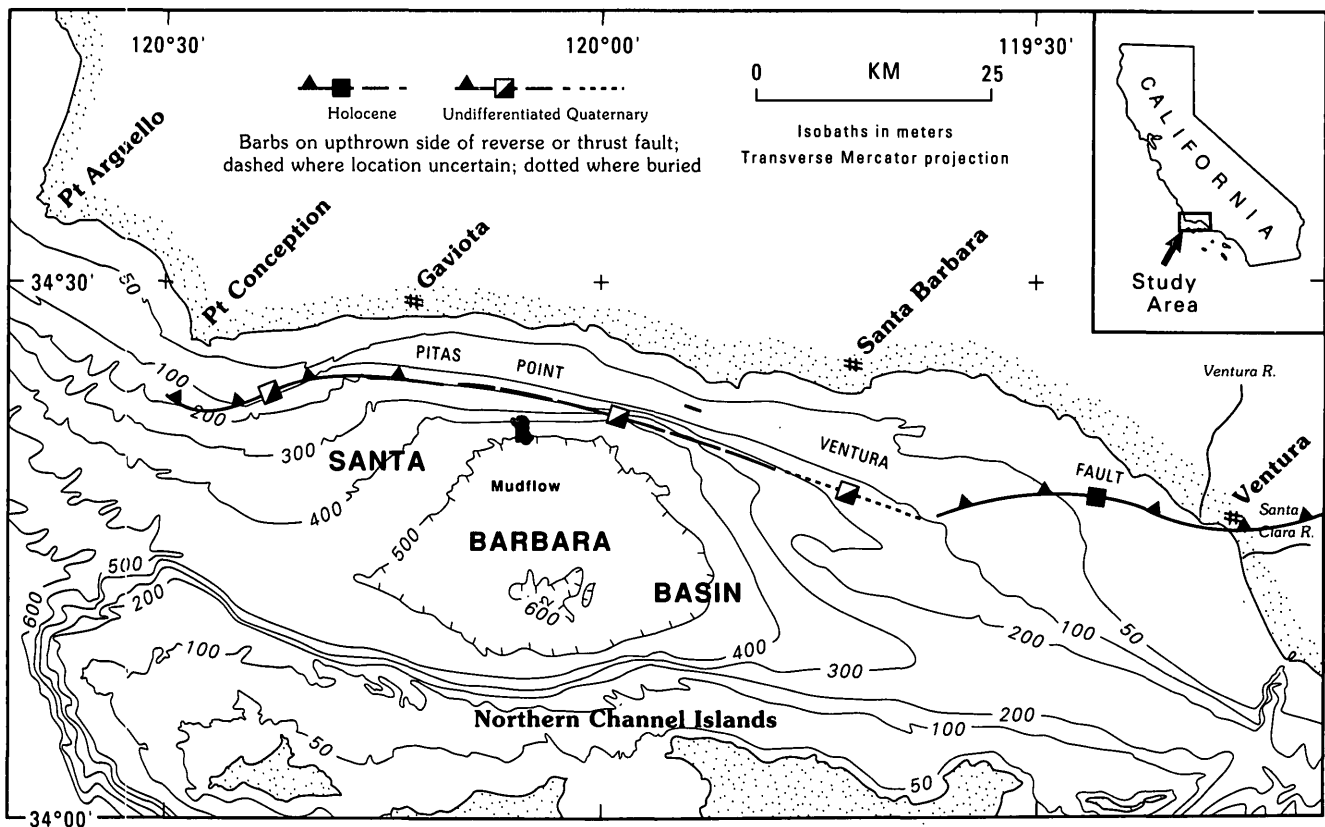 120°30'
120°00'
119°30'
Holocene
Undifferentiated Quaternary
Barbs on upthrown side of reverse or thrust fault;
dashed where location uncertain; dotted where buried
0 KM 25
Isobaths in meters
Transverse Mercator projection
CALIFORNIA
Study
Area
Pt Arguello
Pt Conception
Gaviota
Santa Barbara
Ventura
34°30'
50
100
200
300
400
PITAS
POINT
VENTURA
FAULT
Ventura R.
Santa
Clara R.
SANTA
Mudflow
BARBARA
BASIN
500
600
500
200
600
100
50
400
300
200
100
50
Northern Channel Islands
200
100
50
34°00'